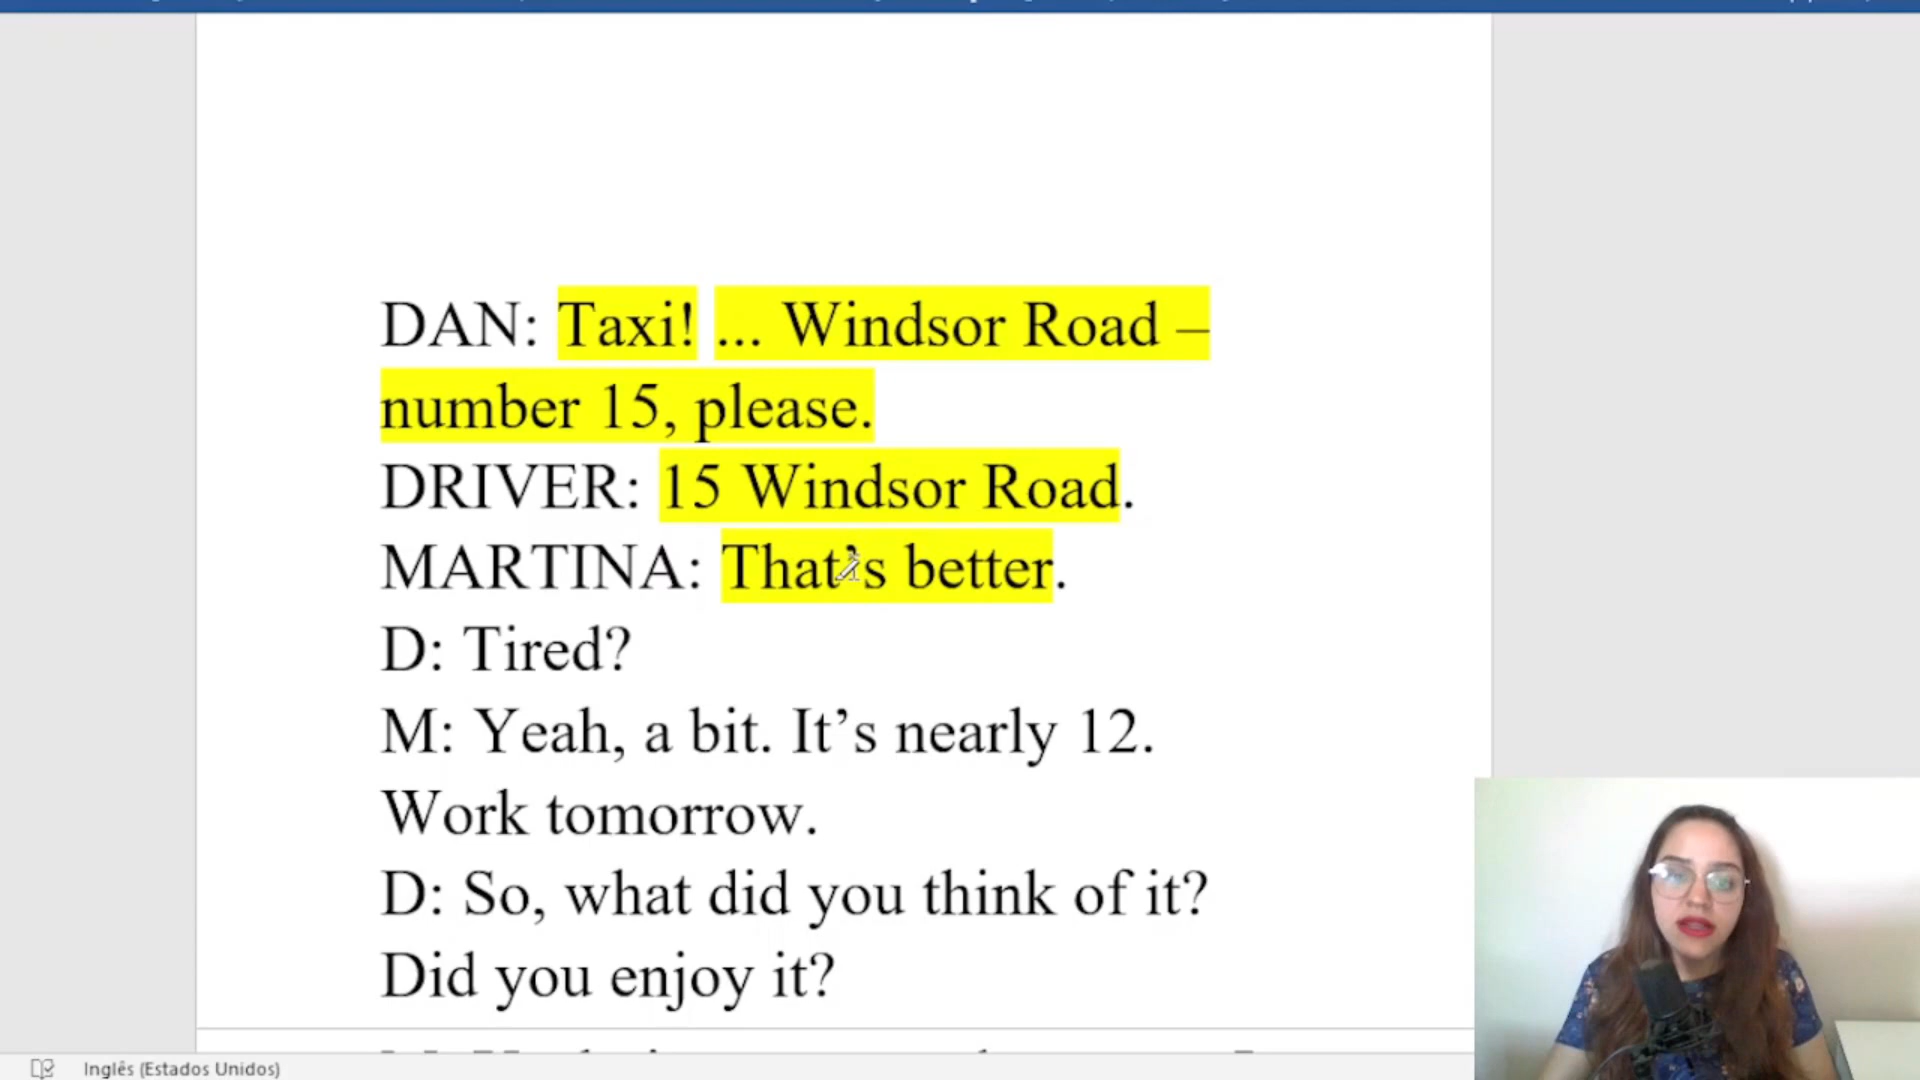 DAN: Taxi! ... Windsor Road –
number 15, please.
DRIVER: 15 Windsor Road.
MARTINA: That’s better.
D: Tired?
M: Yeah, a bit. It’s nearly 12.
Work tomorrow.
D: So, what did you think of it?
Did you enjoy it?
Inglês (Estados Unidos)